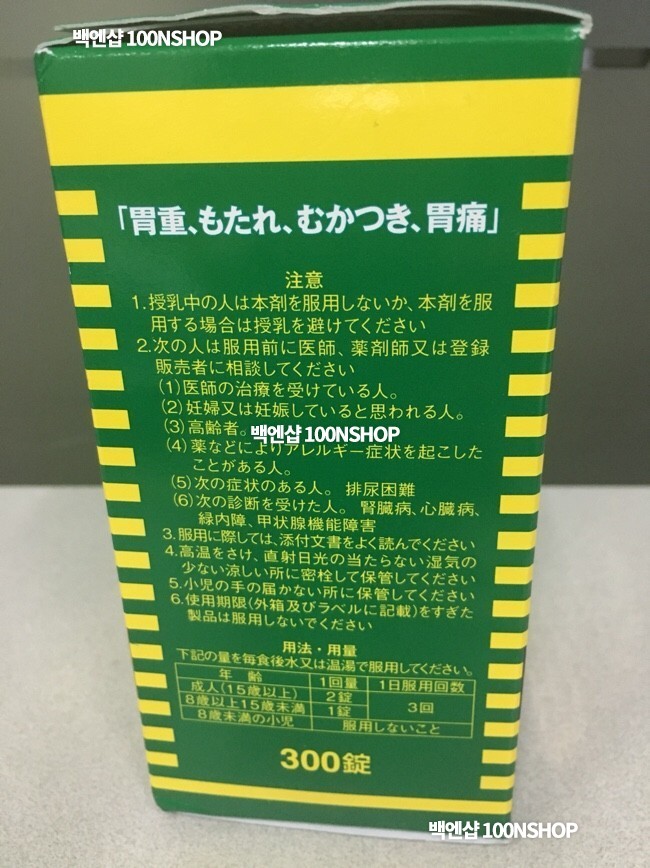 백엔샵 100NSHOP
「胃重、もたれ、むかつき、胃痛」
注意
1.授乳中の人は本剤を服用しないか、本剤を服
用する場合は授乳を避けてください
2.次の人は服用前に医師、薬剤師又は登録
販売者に相談してください
(1)医師の治療を受けている人。
(2)妊婦又は妊娠していると思われる人。
(3)高齢者。
백엔샵 100NSHOP
(4)薬などによりアレルギー症状を起こした
ことがある人。
(5)次の症状のある人。 排尿困難
(6)次の診断を受けた人。 腎臓病、心臓病、
緑内障、甲状腺機能障害
3.服用に際しては、添付文書をよく読んでください
4.高温をさけ、直射日光の当たらない湿気の
少ない涼しい所に密栓して保管してください
5.小児の手の届かない所に保管してください
6.使用期限(外箱及びラベルに記載)をすぎた
製品は服用しないでください
用法・用量
下記の量を毎食後水又は温湯で服用してください。
年 齢 1回量 1日服用回数
成人(15歳以上) 2錠 3回
8歳以上15歳未満 1錠
8歳未満の小児 服用しないこと
300錠
백엔샵 100NSHOP